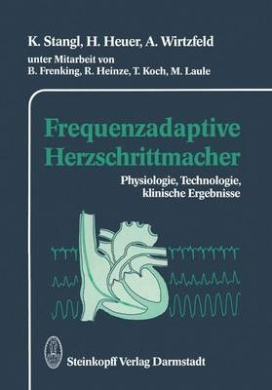 K. Stangl, H. Heuer, A. Wirtzfeld
unter Mitarbeit von
B. Frenking, R. Heinze, T. Koch, M. Laule
Frequenzadaptive
Herzschrittmacher
Physiologie, Technologie,
klinische Ergebnisse
Steinkopff Verlag Darmstadt